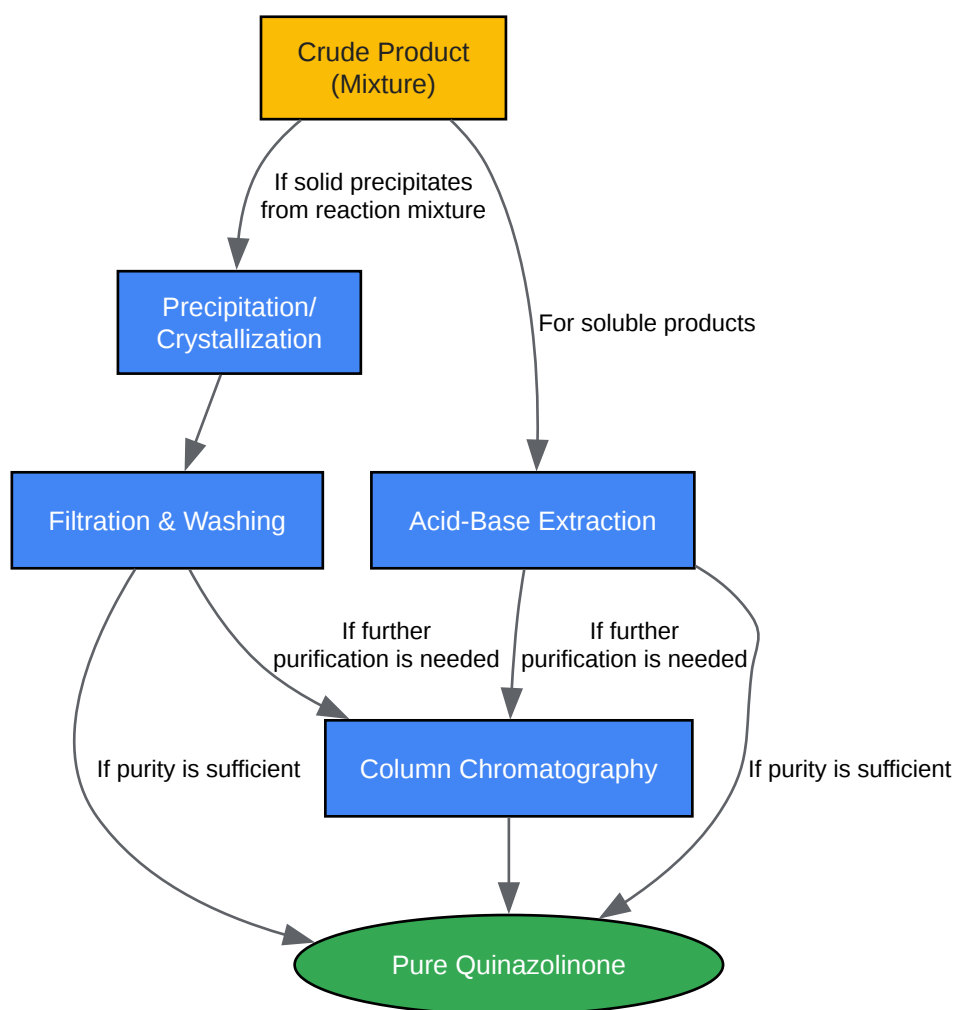 Crude Product
(Mixture)
If solid precipitates
from reaction mixture
Precipitation/
Crystallization
For soluble products
Filtration & Washing
Acid-Base Extraction
If further
purification is needed
If further
purification is needed
If purity is sufficient
Column Chromatography
If purity is sufficient
Pure Quinazolinone